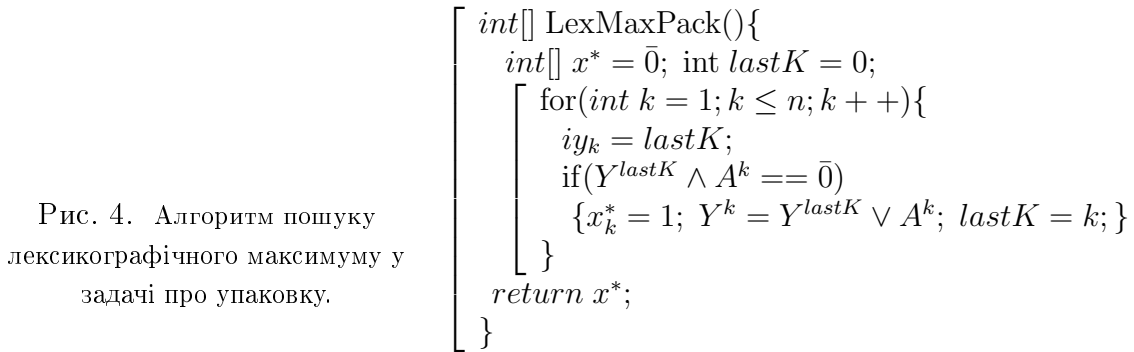 Рис. 4. Алгоритм пошуку
лексикографічного максимуму у
задачі про упаковку.
int[] LexMaxPack(){
int[] x* = 0̄; int lastK = 0;
for(int k = 1; k ≤ n; k + +){
iy_k = lastK;
if(Y^{lastK} ∧ A^k == 0̄)
{x*_k = 1; Y^k = Y^{lastK} ∨ A^k; lastK = k; }
}
return x*;
}